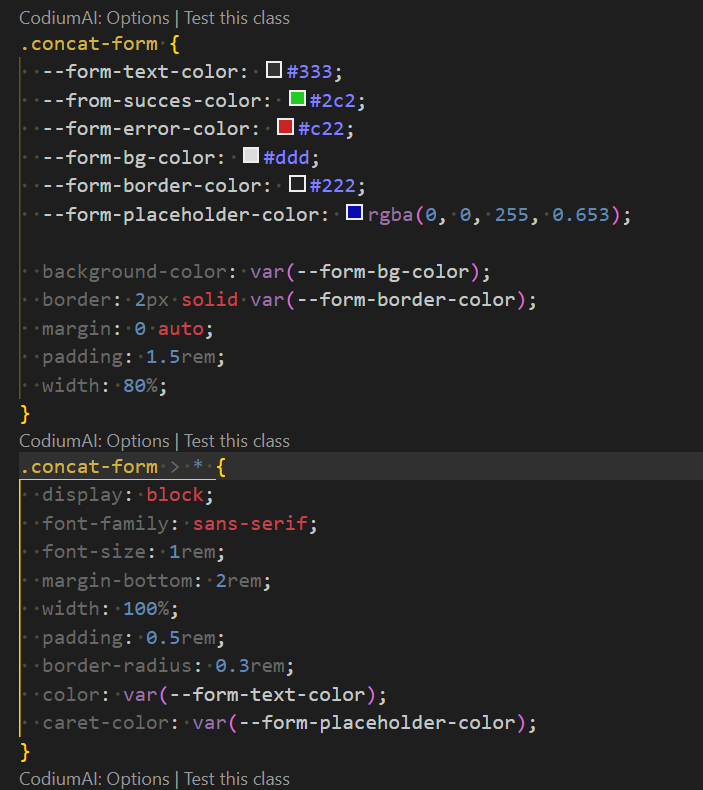 CodiumAI: Options | Test this class
.concat-form {
  --form-text-color: #333;
  --from-succes-color: #2c2;
  --form-error-color: #c22;
  --form-bg-color: #ddd;
  --form-border-color: #222;
  --form-placeholder-color: rgba(0, 0, 255, 0.653);

  background-color: var(--form-bg-color);
  border: 2px solid var(--form-border-color);
  margin: 0 auto;
  padding: 1.5rem;
  width: 80%;
}
CodiumAI: Options | Test this class
.concat-form > * {
  display: block;
  font-family: sans-serif;
  font-size: 1rem;
  margin-bottom: 2rem;
  width: 100%;
  padding: 0.5rem;
  border-radius: 0.3rem;
  color: var(--form-text-color);
  caret-color: var(--form-placeholder-color);
}
CodiumAI: Options | Test this class